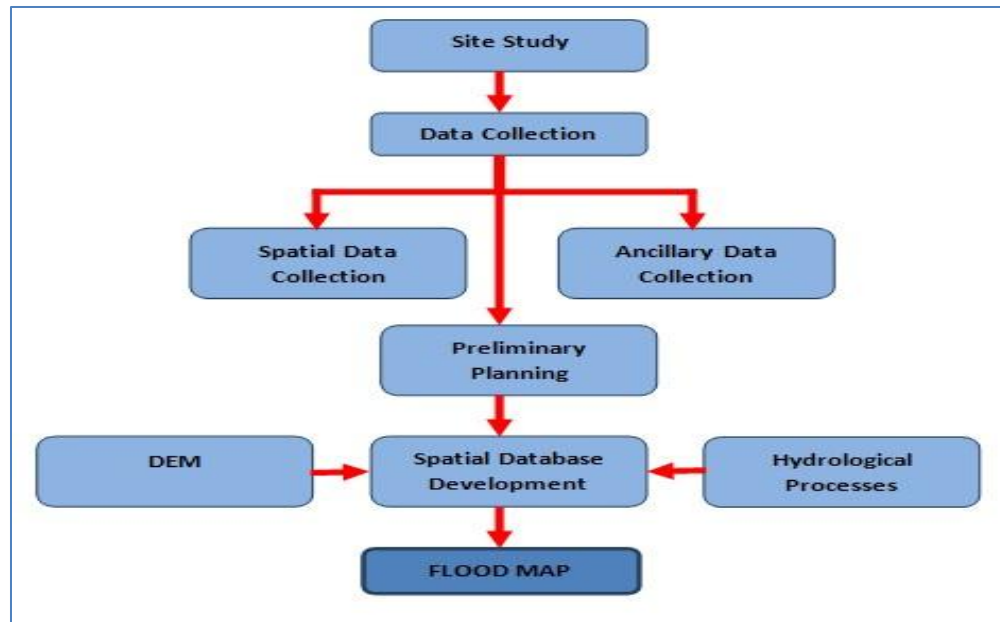 Site Study
Data Collection
Spatial Data
Collection
Ancillary Data
Collection
Preliminary
Planning
DEM
Spatial Database
Development
Hydrological
Processes
FLOOD MAP